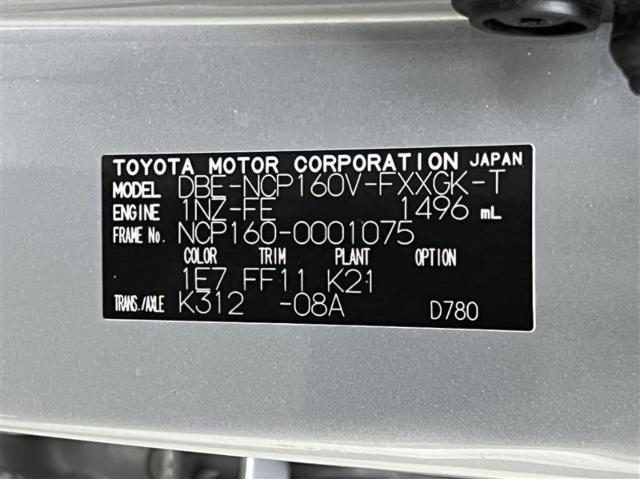 TOYOTA MOTOR CORPORATION JAPAN
MODEL DBE-NCP160V-FXXGK-T
ENGINE 1NZ-FE 1496 mL
FRAME No. NCP160-0001075
COLOR TRIM PLANT OPTION
1E7 FF11 K21
TRANS./AXLE K312 -08A D780